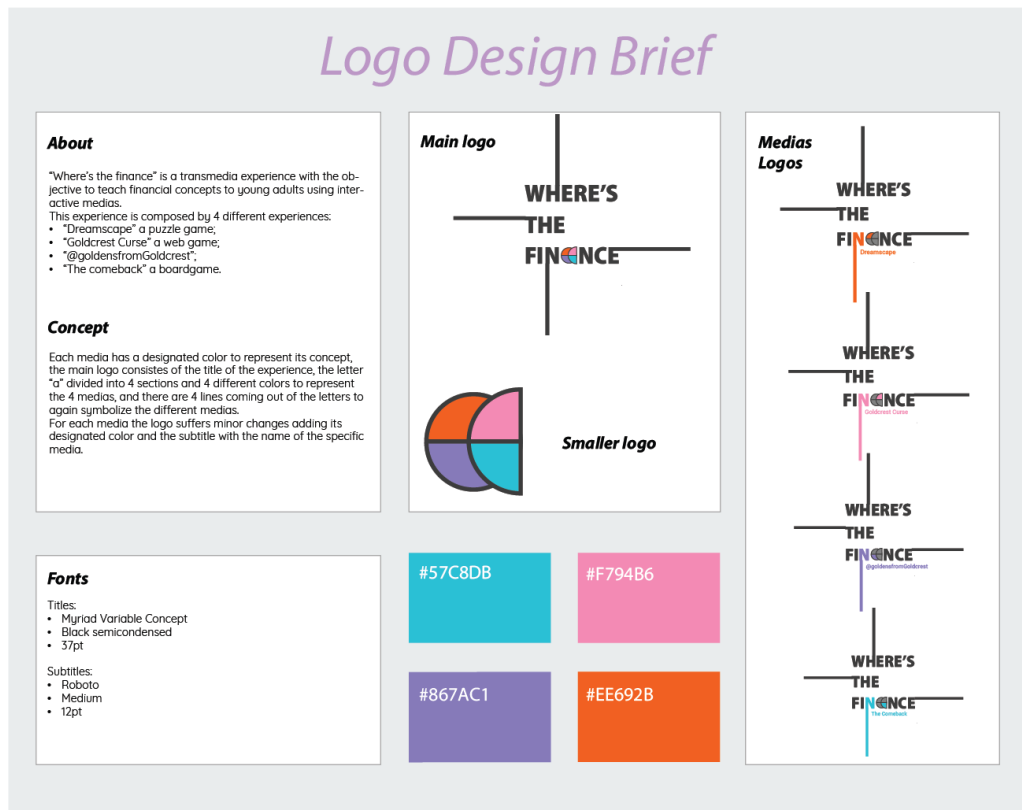 Logo Design Brief
About
“Where’s the finance” is a transmedia experience with the ob-
jective to teach financial concepts to young adults using inter-
active medias.
This experience is composed by 4 different experiences:
• “Dreamscape” a puzzle game;
• “Goldcrest Curse” a web game;
• “@goldensfromGoldcrest”;
• “The comeback” a boardgame.
Concept
Each media has a designated color to represent its concept,
the main logo consists of the title of the experience, the letter
“a” divided into 4 sections and 4 different colors to represent
the 4 medias, and there are 4 lines coming out of the letters to
again symbolize the different medias.
For each media the logo suffers minor changes adding its
designated color and the subtitle with the name of the specific
media.
Fonts
Titles:
• Myriad Variable Concept
• Black semicondensed
• 37pt
Subtitles:
• Roboto
• Medium
• 12pt
Main logo
WHERE’S
THE
FINANCE
Smaller logo
#57C8DB
#F794B6
#867AC1
#EE692B
Medias
Logos
WHERE’S
THE
FINANCE
Dreamscape
WHERE’S
THE
FINANCE
Goldcrest Curse
WHERE’S
THE
FINANCE
@goldensfromGoldcrest
WHERE’S
THE
FINANCE
The Comeback